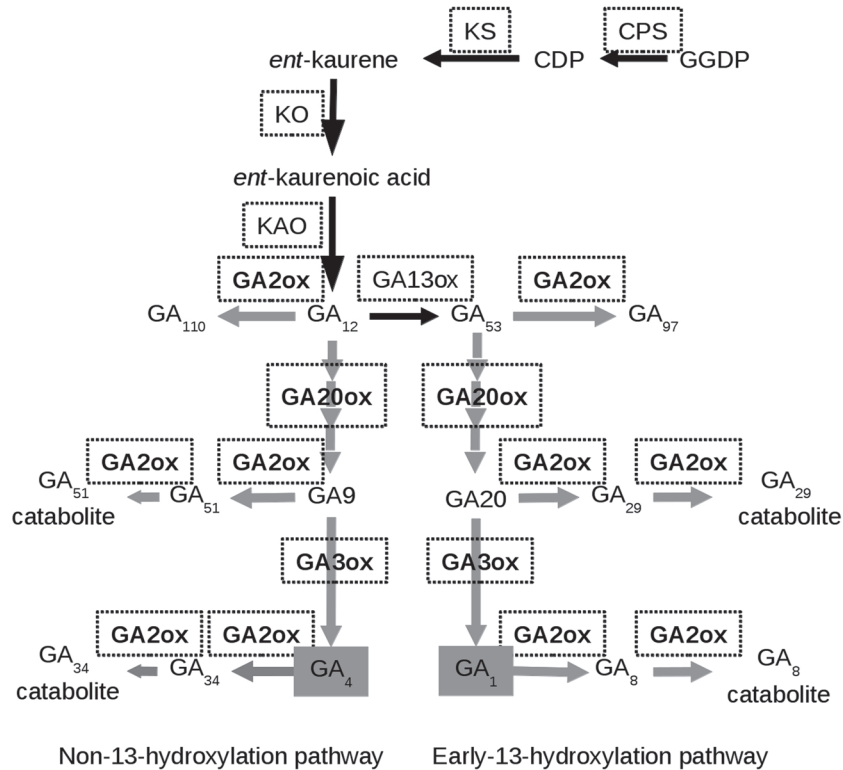 KS CPS
ent-kaurene CDP GGDP
KO
ent-kaurenoic acid
KAO
GA2ox GA13ox GA2ox
GA110 GA12 GA53 GA97
GA20ox GA20ox
GA2ox GA2ox GA2ox GA2ox
GA51 GA51 GA9 GA20 GA29 GA29
catabolite catabolite
GA3ox GA3ox
GA2ox GA2ox GA2ox GA2ox
GA34 GA34 GA4 GA1 GA8 GA8
catabolite catabolite
Non-13-hydroxylation pathway Early-13-hydroxylation pathway